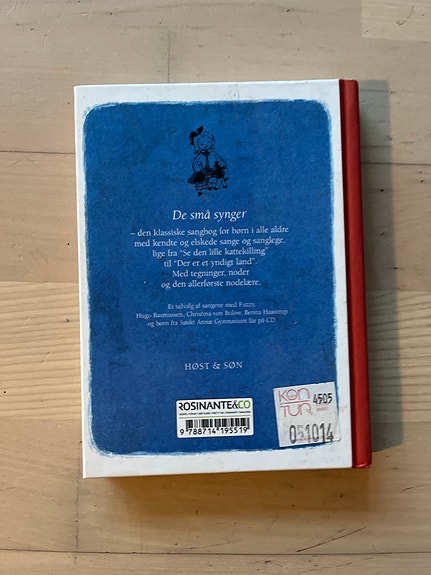 De små synger
– den klassiske sangbog for børn i alle aldre
med kendte og elskede sange og sanglege,
lige fra "Se den lille kattekilling"
til "Der er et yndigt land".
Med tegninger, noder
og den allerførste nodelære.
Et udvalg af sangene med Fuzzy,
Hugo Rasmussen, Christina von Bülow, Benita Haastrup
og børn fra Sankt Annæ Gymnasium fås på CD.
HØST & SØN
ROSINANTE&CO
9 788714 195519
KON
TUR
4505
051014